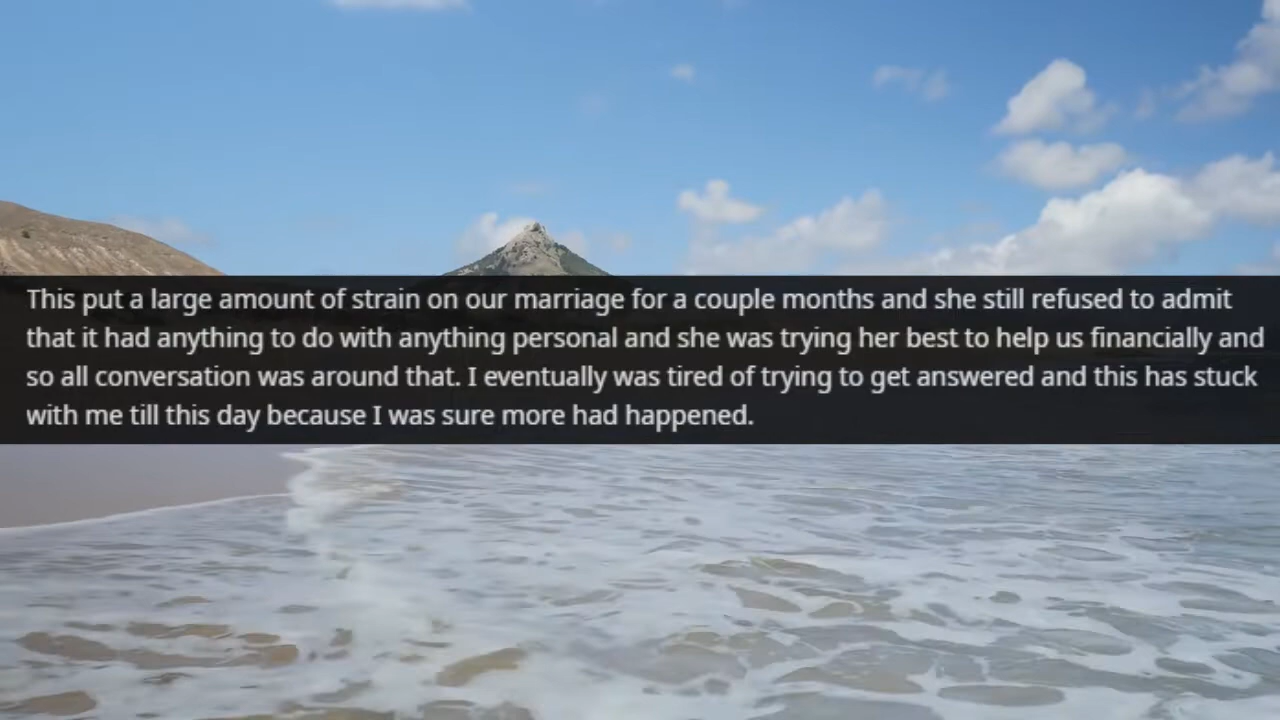 This put a large amount of strain on our marriage for a couple months and she still refused to admit
that it had anything to do with anything personal and she was trying her best to help us financially and
so all conversation was around that. I eventually was tired of trying to get answered and this has stuck
with me till this day because I was sure more had happened.